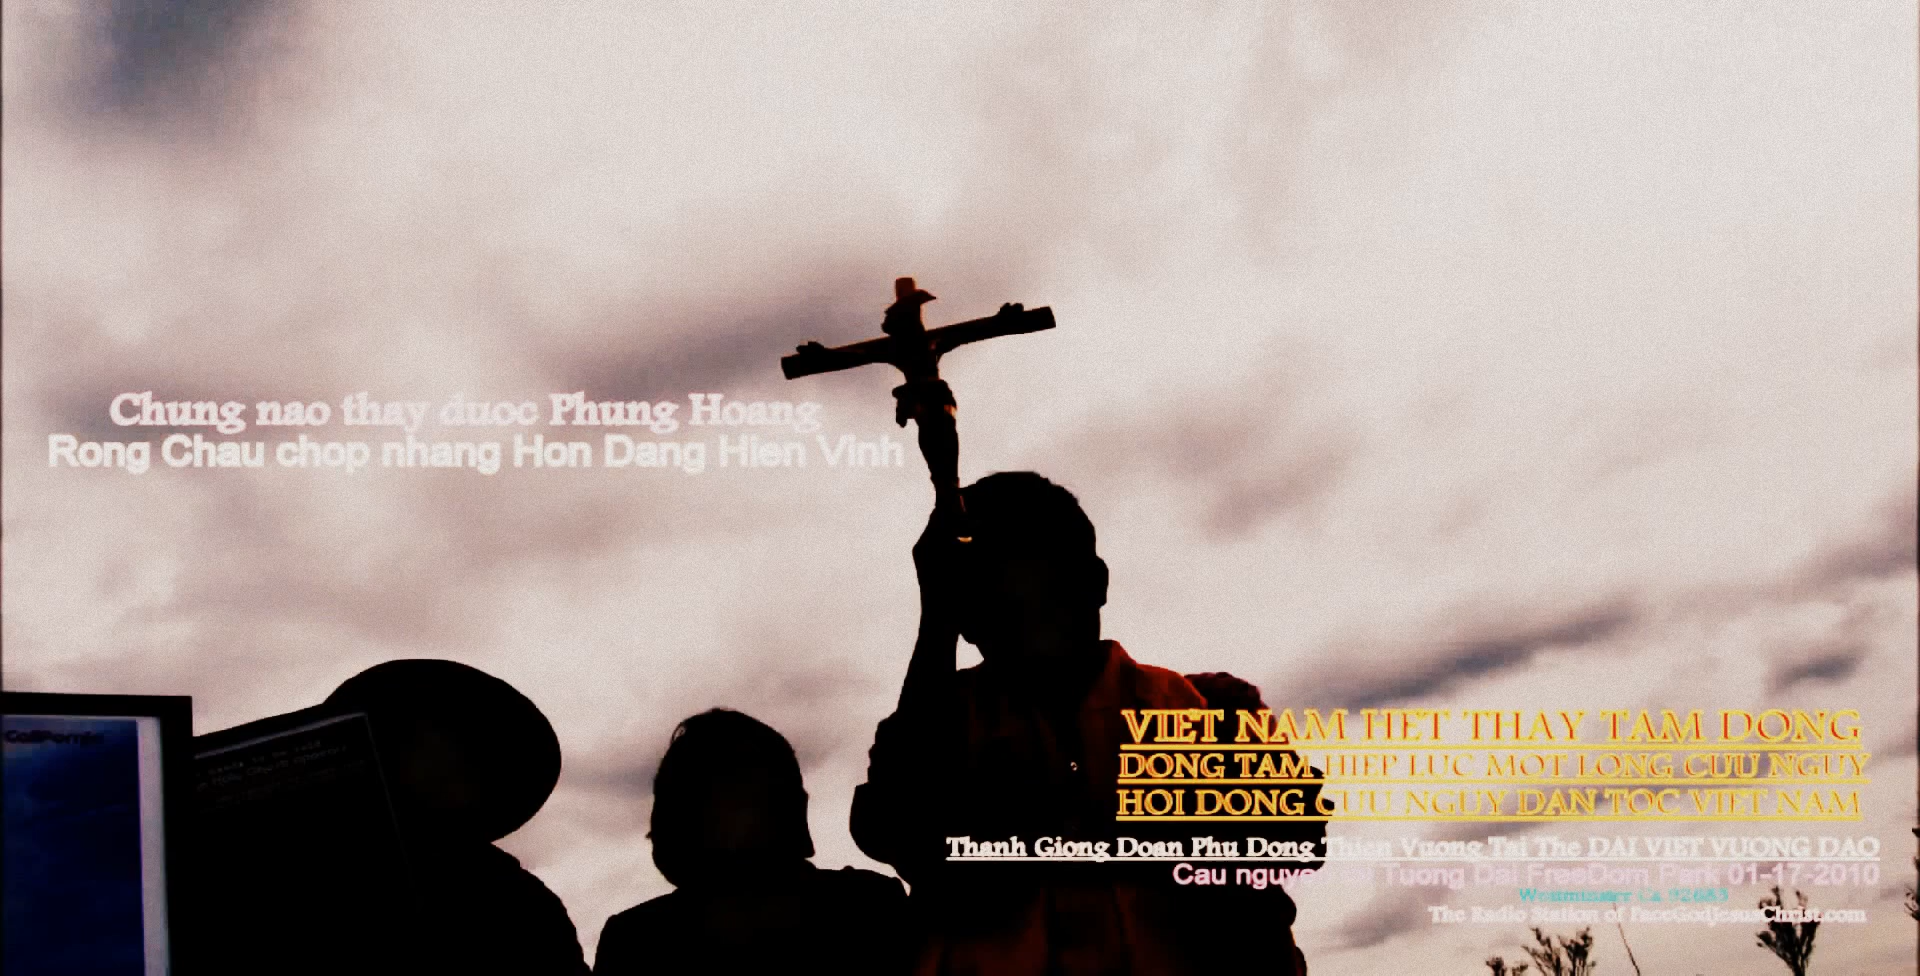 Chung nao thay duoc Phung Hoang
Rong Chau chop nhang Hon Dang Hien Vinh
VIET NAM HET THAY TAM DONG
DONG TAM HIEP LUC MOT LONG CUU NGUY
HOI DONG CUU NGUY DAN TOC VIET NAM
Thanh Giong Doan Phu Dong Thien Vuong Tai The DAI VIET VUONG DAO
Cau nguyen Tuong Dai FreeDom Park 01-17-2010
Westminster Ca 92683
The Radio Station of FaceGodJesusChrist.com